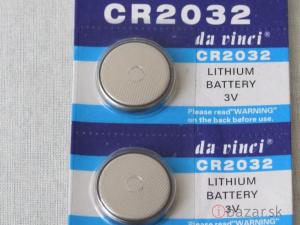 CR2032
da vinci®
CR2032
LITHIUM
BATTERY
3V
Please read"WARNING"
on the back before use.
da vinci®
CR2032
LITHIUM
BATTERY
3V
Please read"WARNING"
bazar.sk